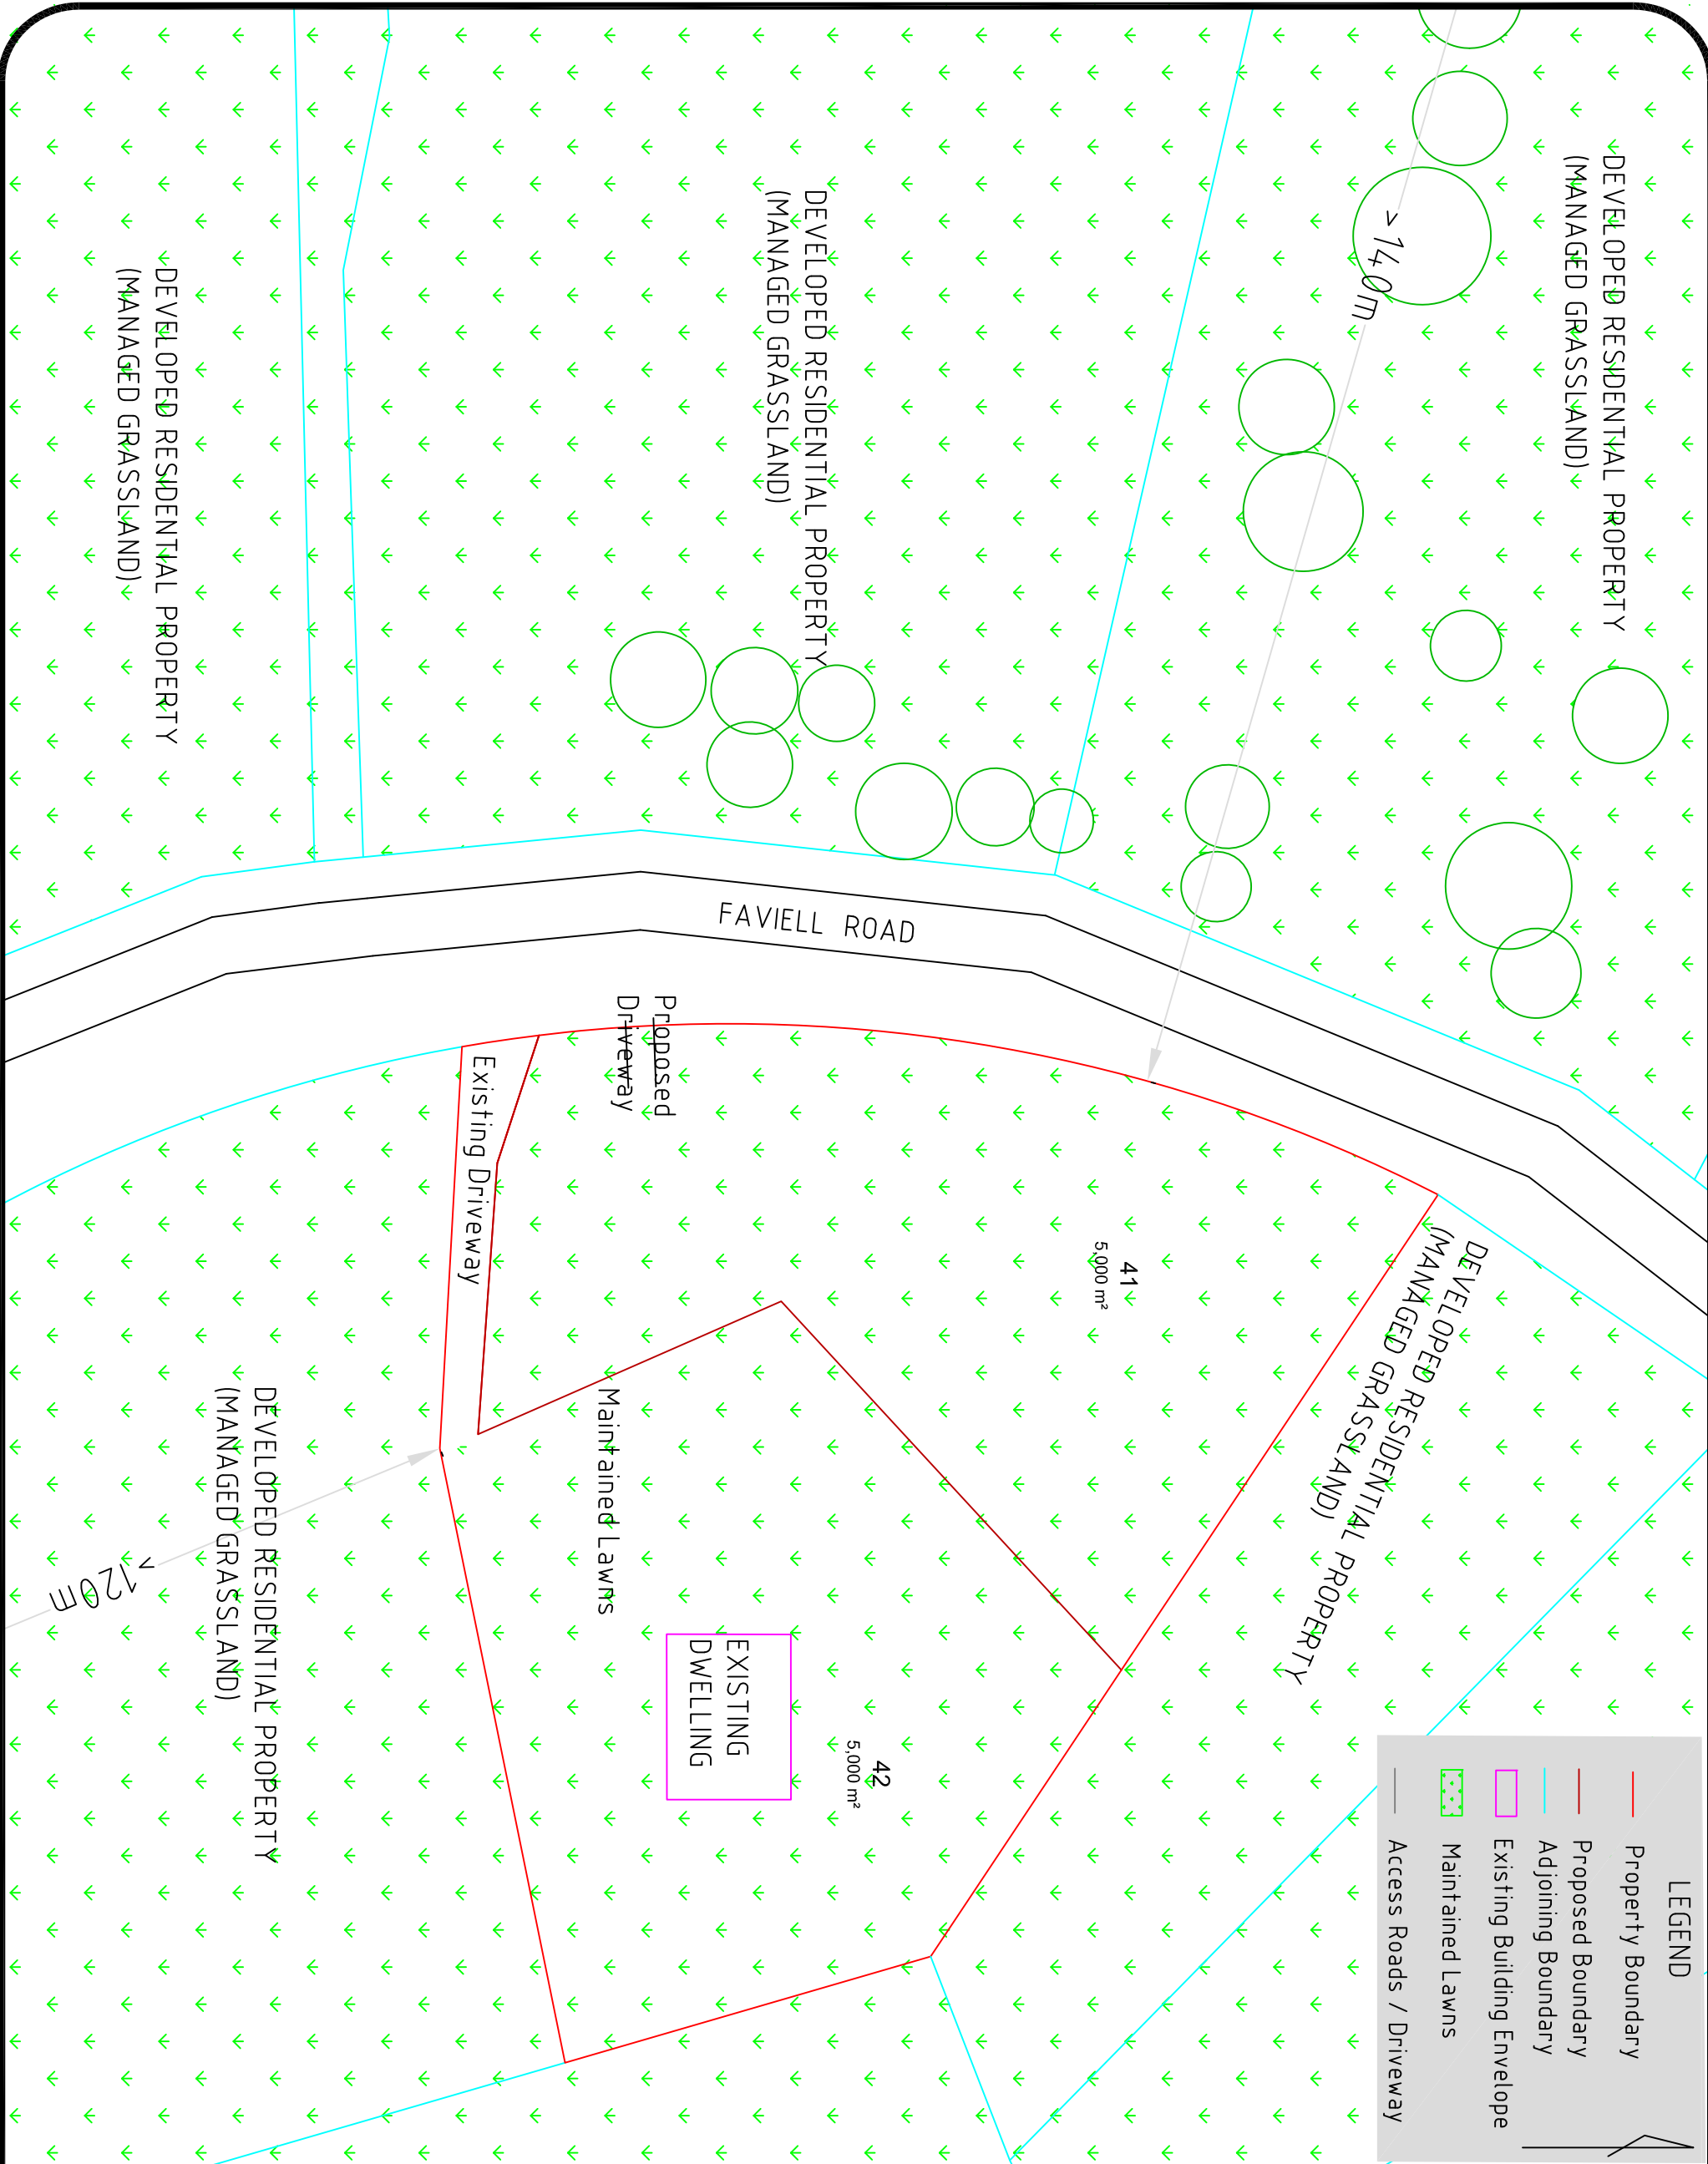 DEVELOPED RESIDENTIAL PROPERTY
(MANAGED GRASSLAND)
> 140m
DEVELOPED RESIDENTIAL PROPERTY
(MANAGED GRASSLAND)
DEVELOPED RESIDENTIAL PROPERTY
(MANAGED GRASSLAND)
FAVIELL ROAD
Proposed
Driveway
Existing Driveway
41
5,000 m²
DEVELOPED RESIDENTIAL PROPERTY
(MANAGED GRASSLAND)
Maintained Lawns
DEVELOPED RESIDENTIAL PROPERTY
(MANAGED GRASSLAND)
> 120m
EXISTING
DWELLING
42
5,000 m²
LEGEND
Property Boundary
Proposed Boundary
Adjoining Boundary
Existing Building Envelope
Maintained Lawns
Access Roads / Driveway